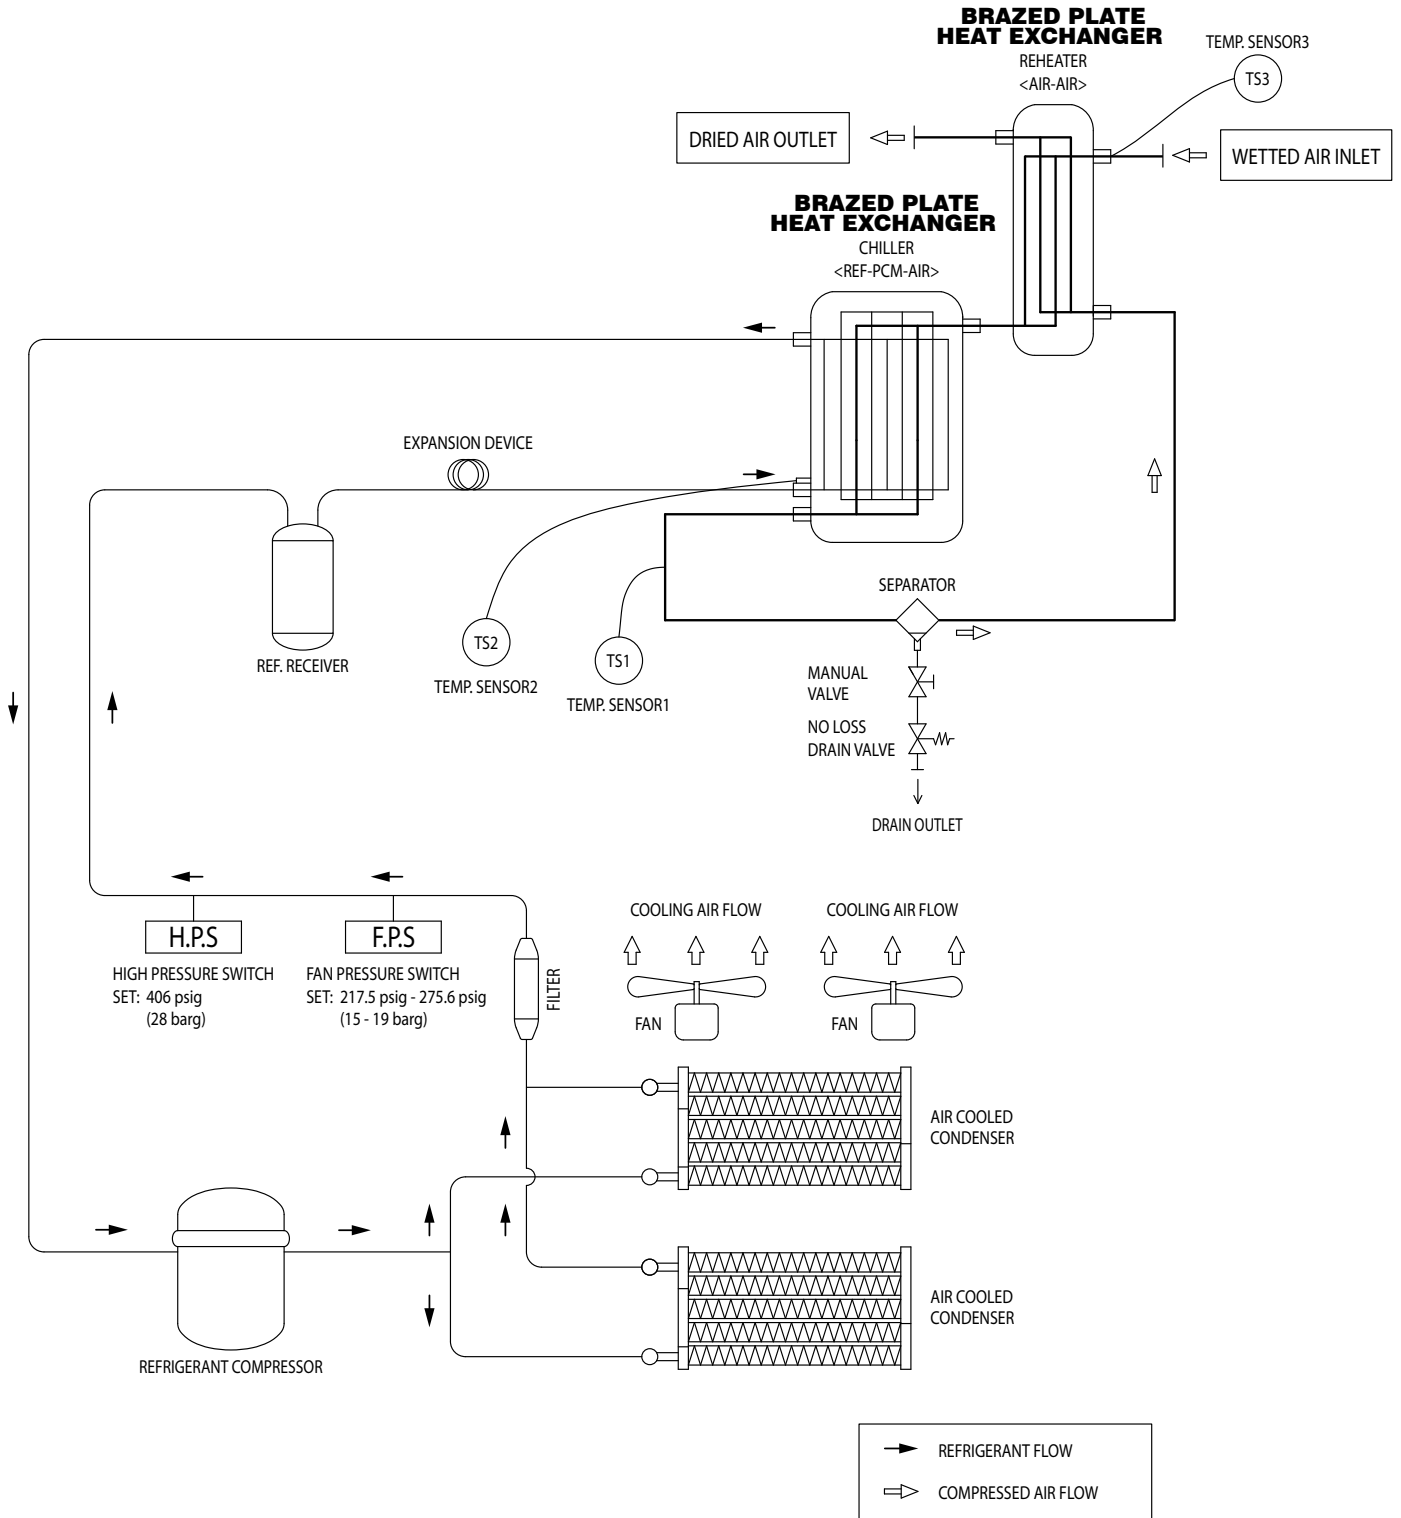 BRAZED PLATE
HEAT EXCHANGER
REHEATER
<AIR-AIR>
TEMP. SENSOR3
TS3
DRIED AIR OUTLET
WETTED AIR INLET
BRAZED PLATE
HEAT EXCHANGER
CHILLER
<REF-PCM-AIR>
EXPANSION DEVICE
REF. RECEIVER
TS2
TEMP. SENSOR2
TS1
TEMP. SENSOR1
SEPARATOR
MANUAL
VALVE
NO LOSS
DRAIN VALVE
DRAIN OUTLET
H.P.S
HIGH PRESSURE SWITCH
SET: 406 psig
(28 barg)
F.P.S
FAN PRESSURE SWITCH
SET: 217.5 psig - 275.6 psig
(15 - 19 barg)
FILTER
COOLING AIR FLOW
COOLING AIR FLOW
FAN
FAN
AIR COOLED
CONDENSER
AIR COOLED
CONDENSER
REFRIGERANT COMPRESSOR
REFRIGERANT FLOW
COMPRESSED AIR FLOW